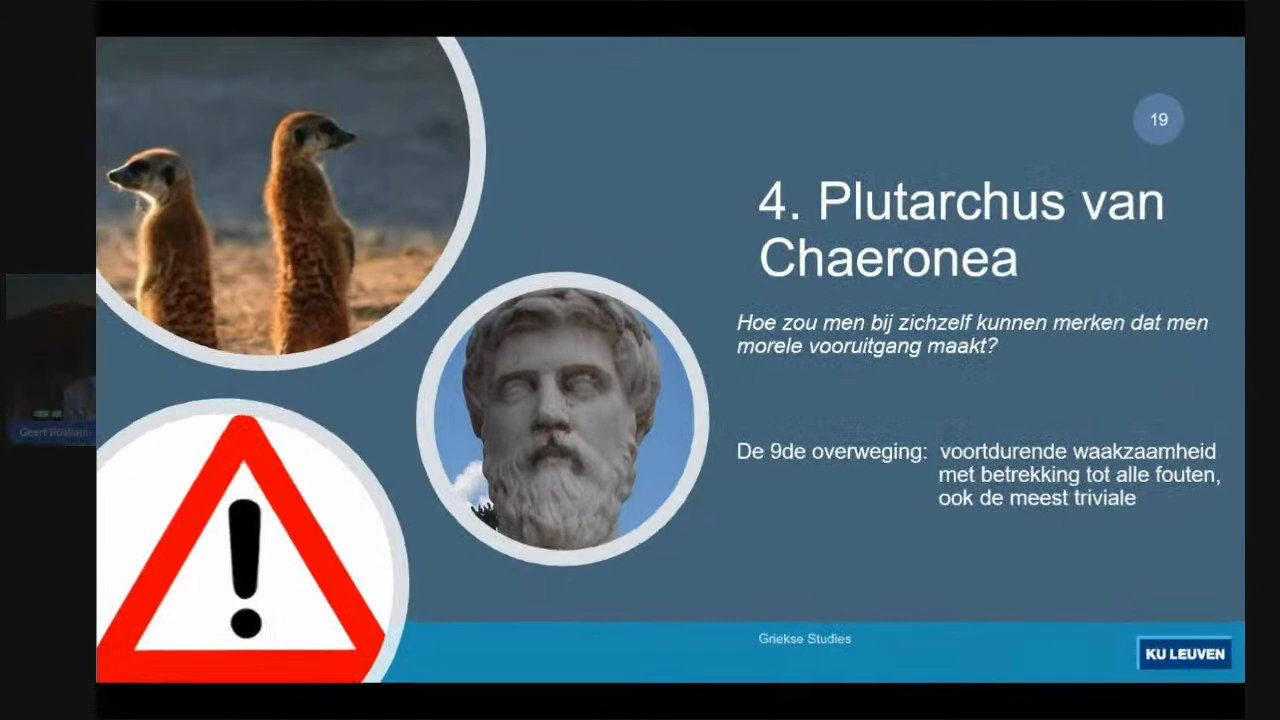 19
4. Plutarchus van
Chaeronea
Hoe zou men bij zichzelf kunnen merken dat men
morele vooruitgang maakt?
De 9de overweging: voortdurende waakzaamheid
met betrekking tot alle fouten,
ook de meest triviale
Griekse Studies
KU LEUVEN
Geert